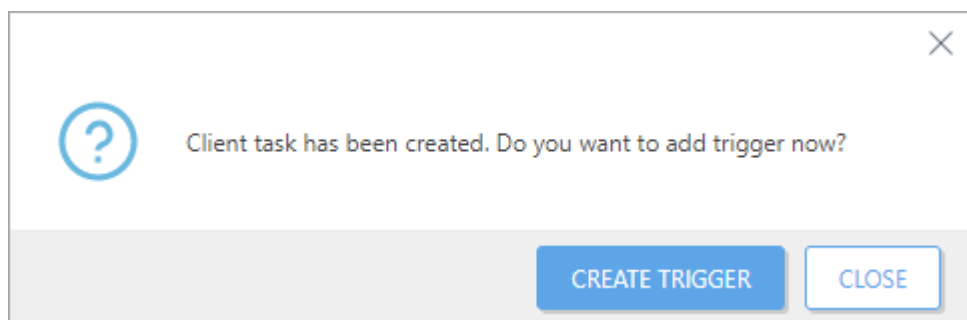 Client task has been created. Do you want to add trigger now?
CREATE TRIGGER
CLOSE